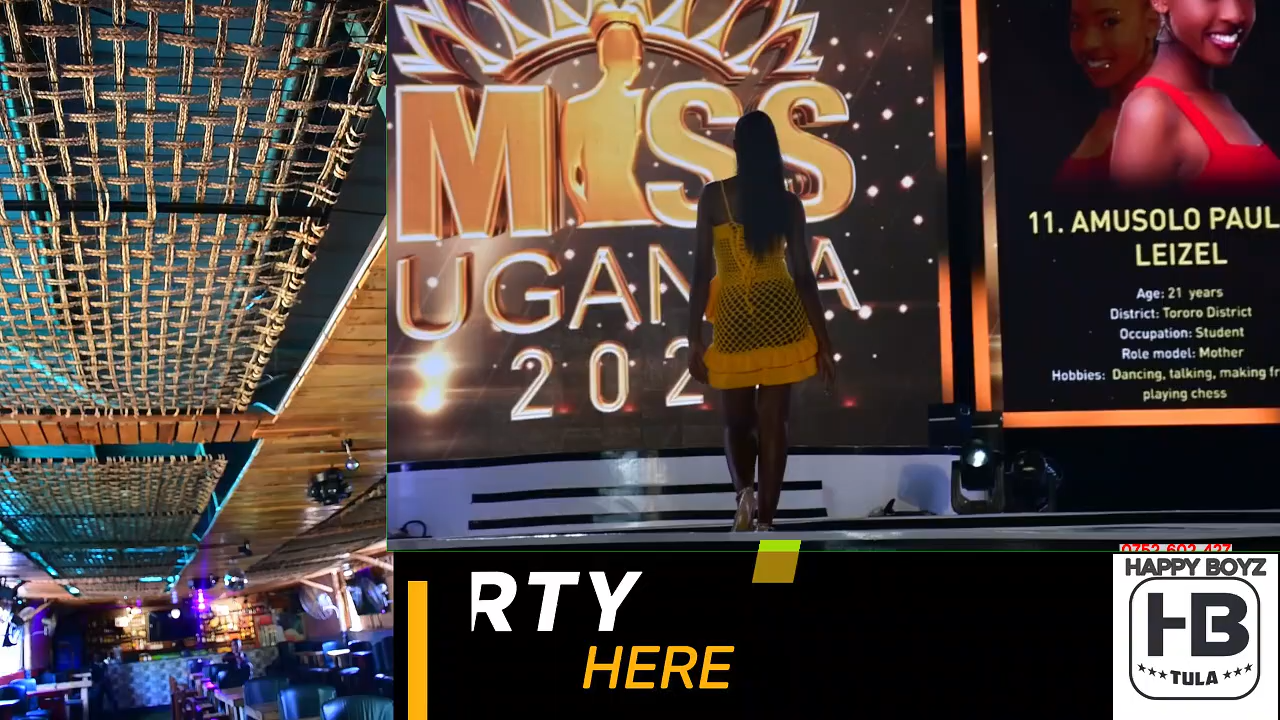 MISS
UGANDA
202
11. AMUSOLO PAUL
LEIZEL
Age: 21 years
District: Tororo District
Occupation: Student
Role model: Mother
Hobbies: Dancing, talking, making fr
playing chess
RTY
HERE
HAPPY BOYZ
HB
TULA